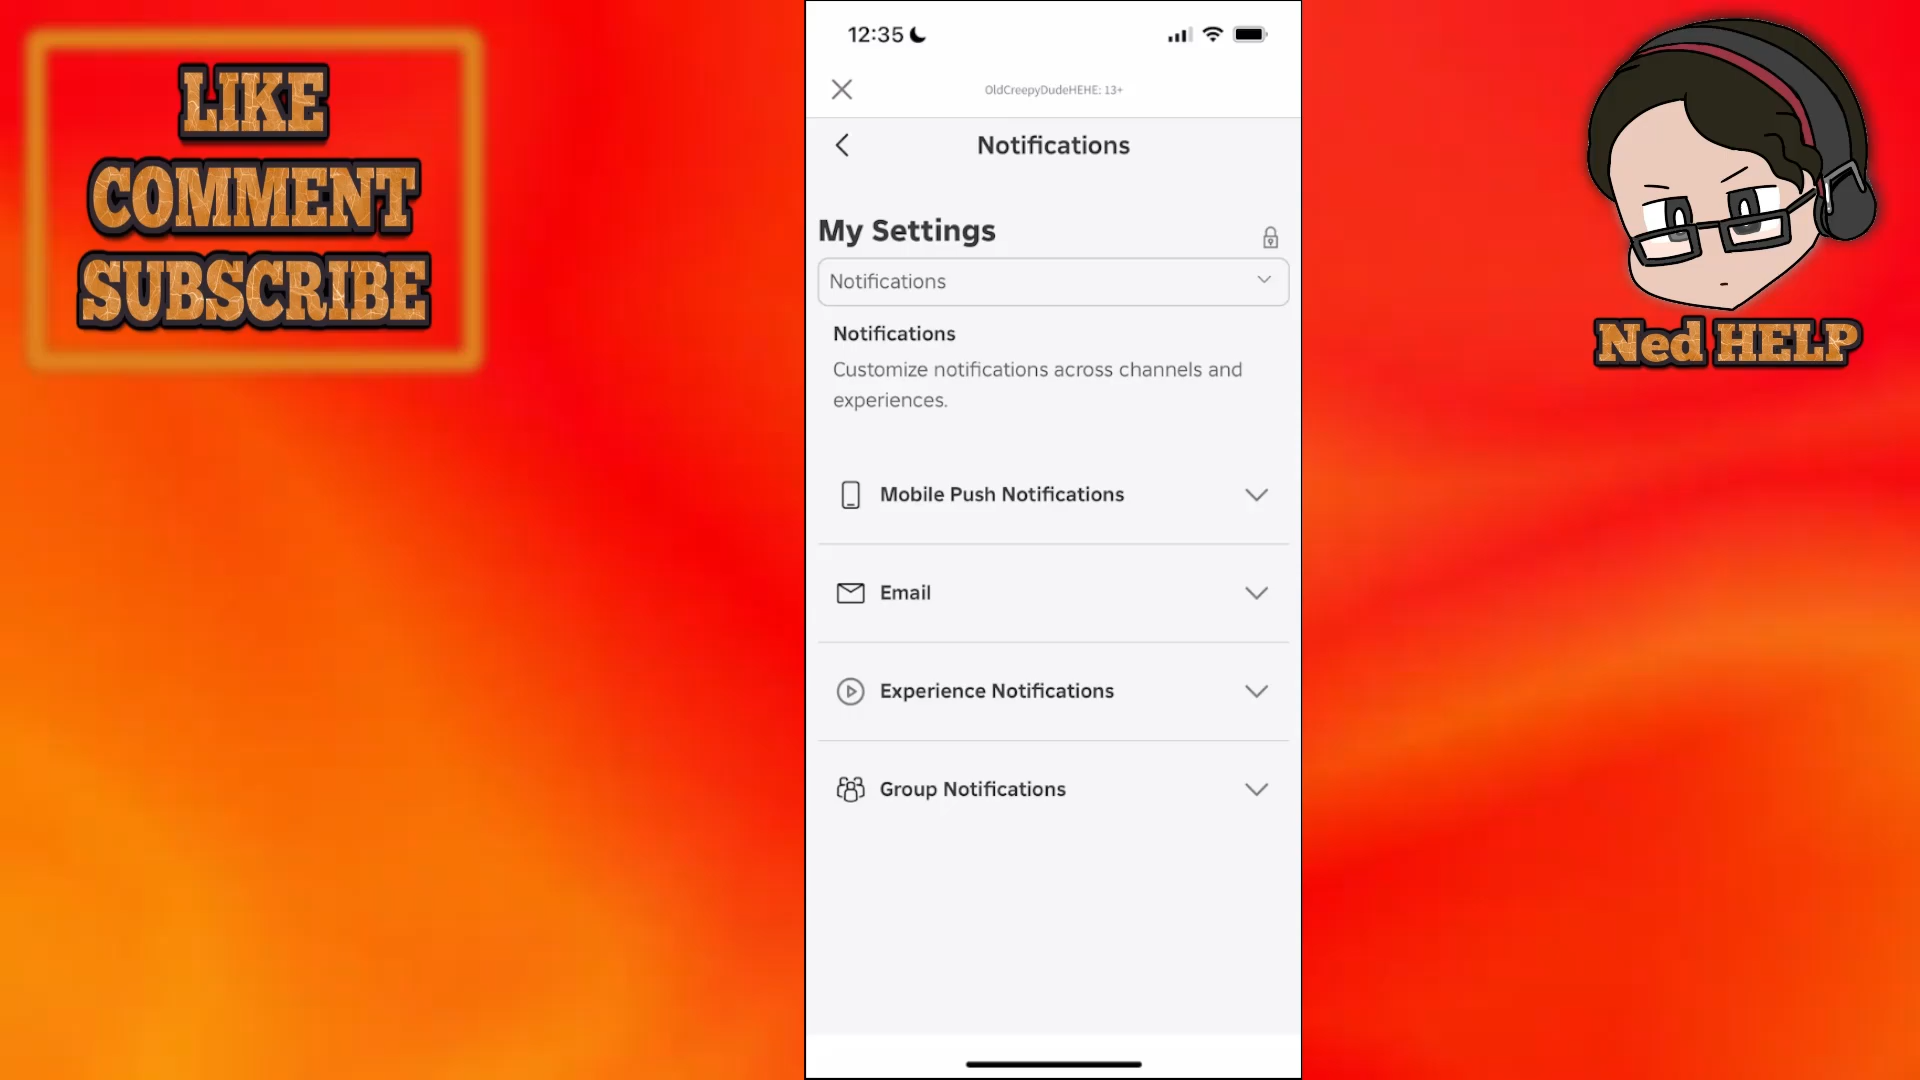 LIKE
COMMENT
SUBSCRIBE
12:35
OldCreepyDudeHEHE: 13+
Notifications
My Settings
Notifications
Notifications
Customize notifications across channels and
experiences.
Mobile Push Notifications
Email
Experience Notifications
Group Notifications
Ned HELP